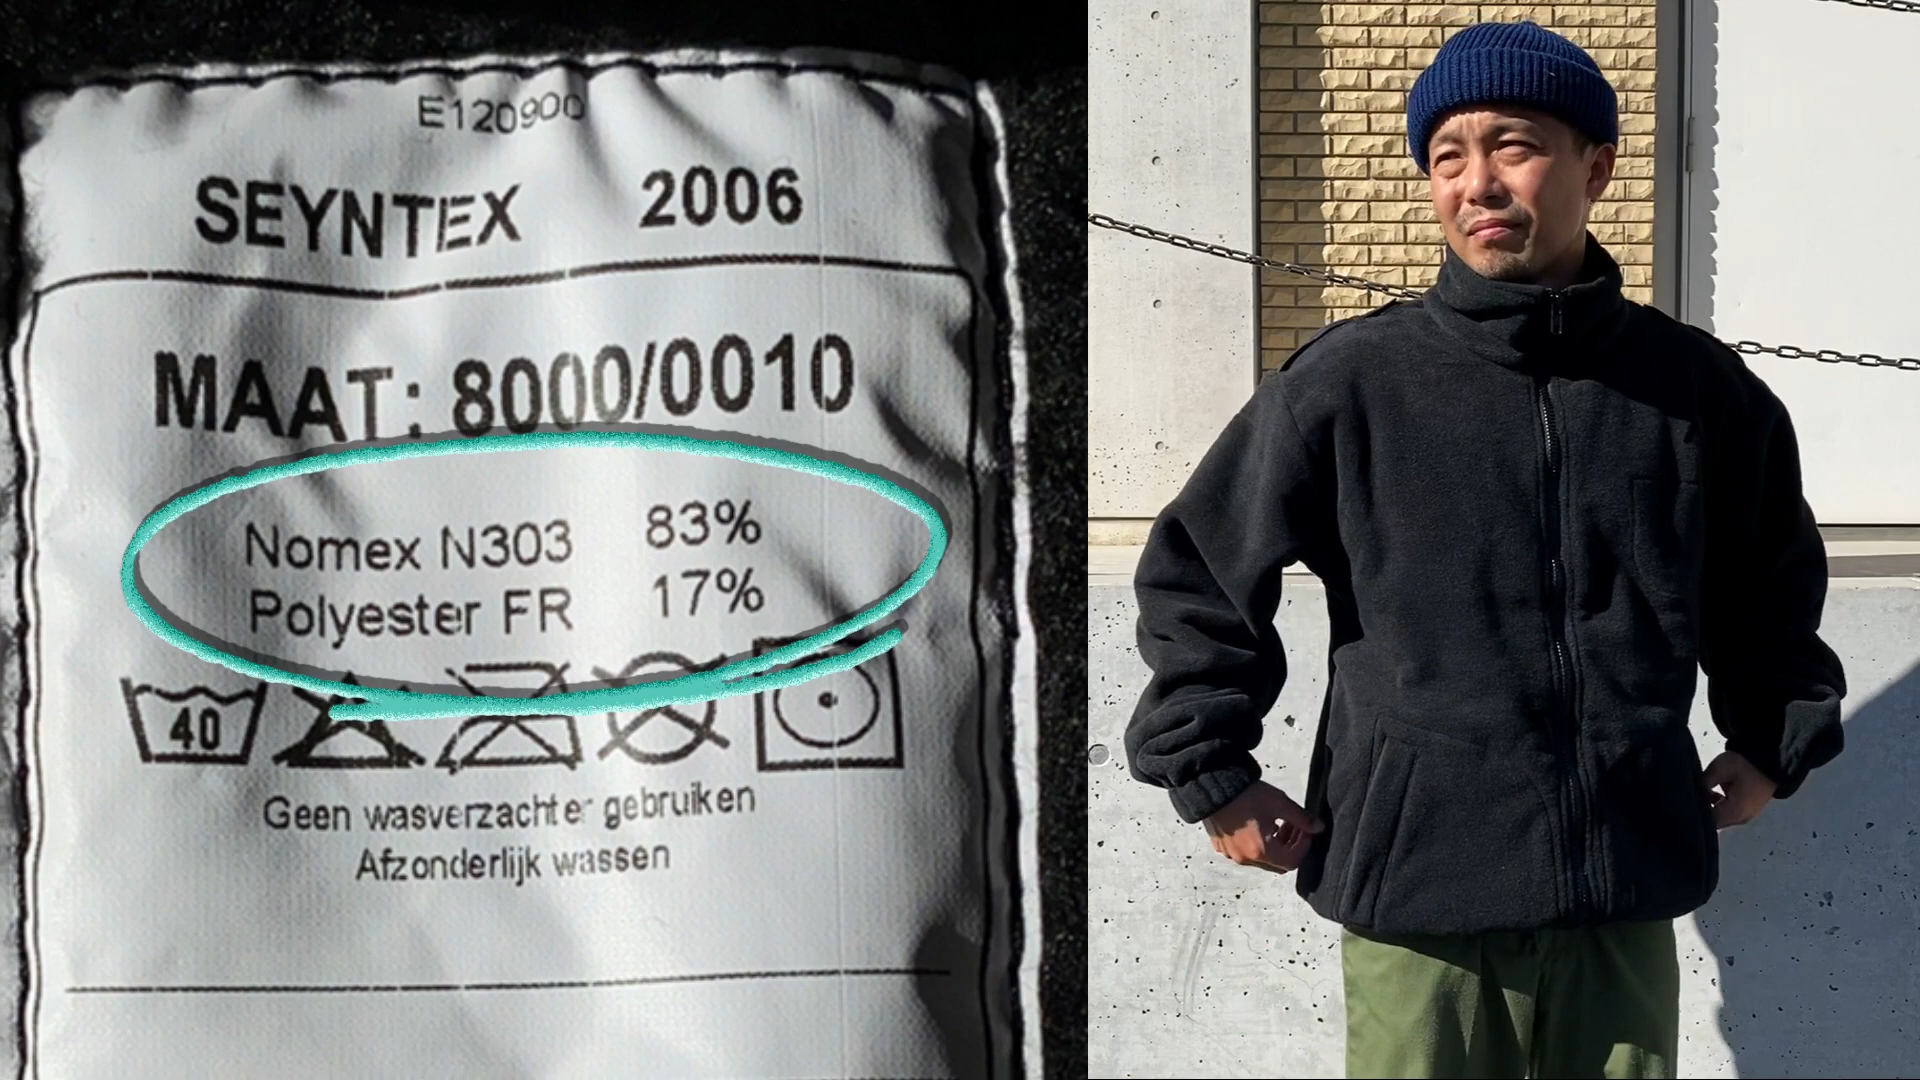 E120900
SEYNTEX 2006
MAAT: 8000/0010
Nomex N303 83%
Polyester FR 17%
40
Geen wasverzachter gebruiken
Afzonderlijk wassen